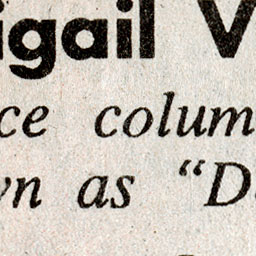 igail V
ce colum
wn as “D